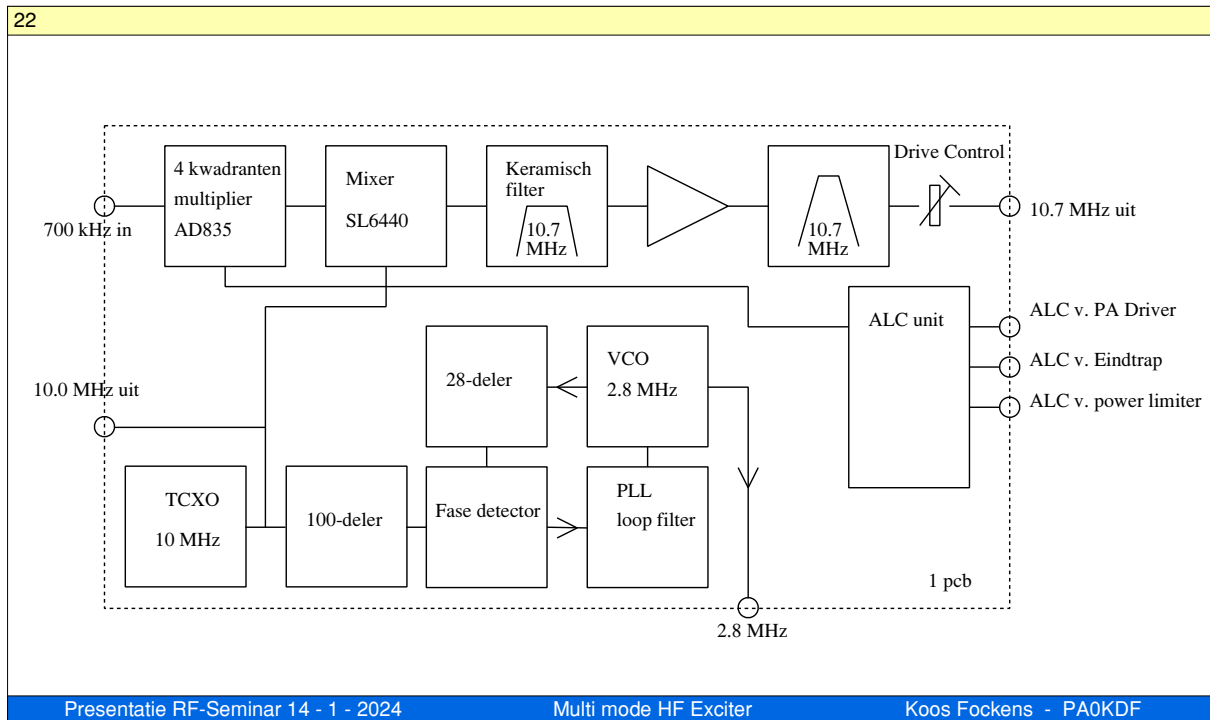 22
4 kwadranten
multiplier
AD835
Mixer
SL6440
Keramisch
filter
10.7
MHz
10.7
MHz
Drive Control
700 kHz in
10.7 MHz uit
ALC unit
ALC v. PA Driver
ALC v. Eindtrap
ALC v. power limiter
28-deler
VCO
2.8 MHz
10.0 MHz uit
TCXO
10 MHz
100-deler
Fase detector
PLL
loop filter
1 pcb
2.8 MHz
Presentatie RF-Seminar 14 - 1 - 2024
Multi mode HF Exciter
Koos Fockens - PA0KDF